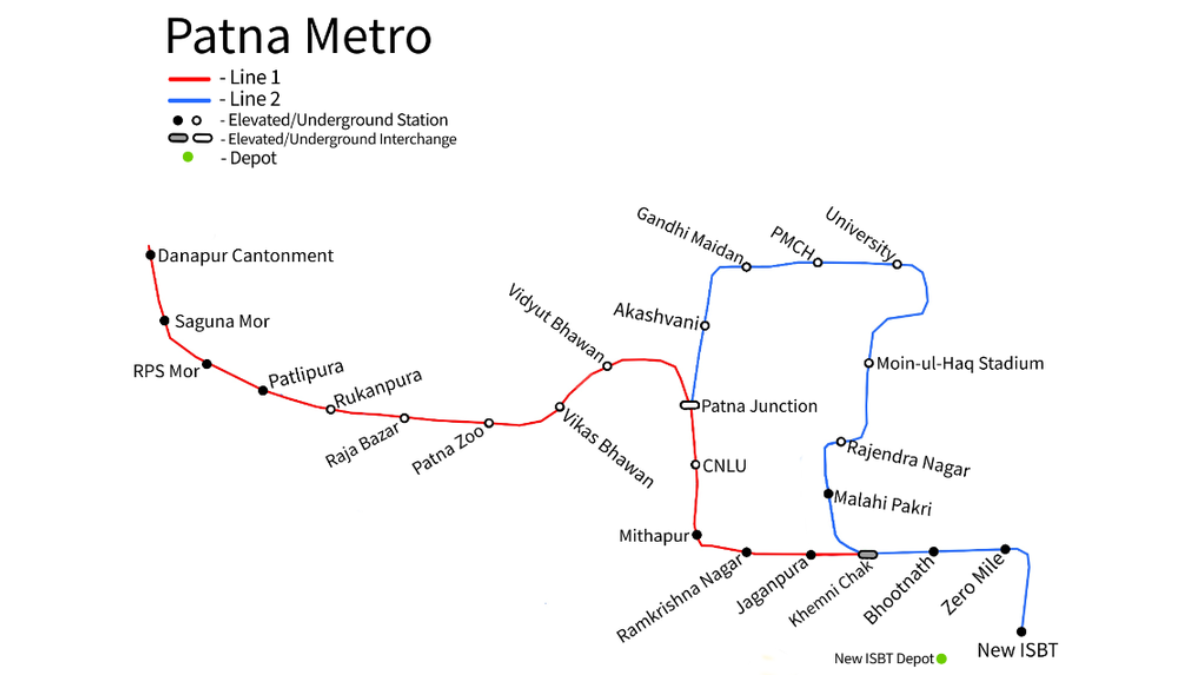 Patna Metro
- Line 1
- Line 2
- Elevated/Underground Station
- Elevated/Underground Interchange
- Depot
Danapur Cantonment
Saguna Mor
RPS Mor
Patlipura
Rukanpura
Raja Bazar
Patna Zoo
Vikas Bhawan
Vidyut Bhawan
Patna Junction
CNLU
Mithapur
Ramkrishna Nagar
Jaganpura
Khemni Chak
Akashvani
Gandhi Maidan
PMCH
University
Moin-ul-Haq Stadium
Rajendra Nagar
Malahi Pakri
Bhootnath
Zero Mile
New ISBT
New ISBT Depot